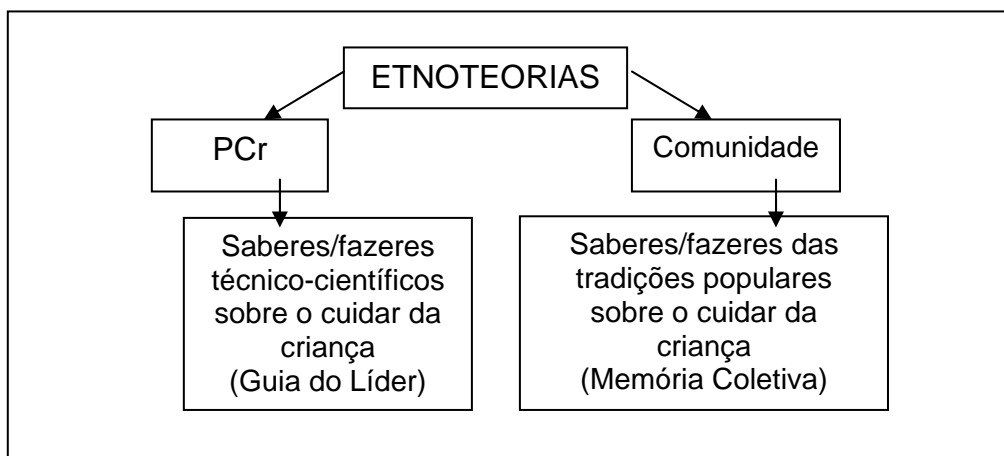 ETNOTEORIAS
PCr
Comunidade
Saberes/fazeres
técnico-científicos
sobre o cuidar da
criança
(Guia do Líder)
Saberes/fazeres das
tradições populares
sobre o cuidar da
criança
(Memória Coletiva)